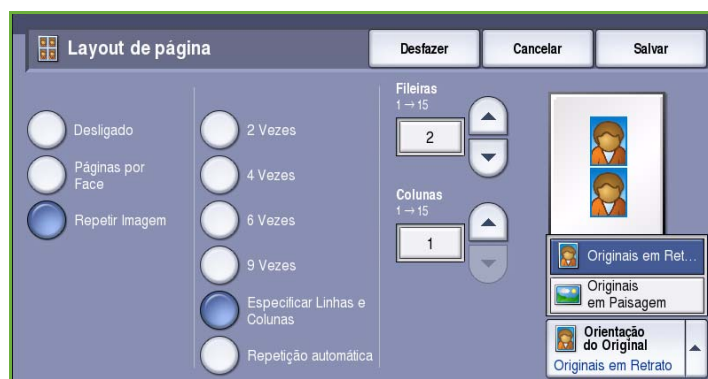 Layout de página
Desfazer
Cancelar
Salvar
Desligado
Páginas por
Face
Repetir Imagem
2 Vezes
4 Vezes
6 Vezes
9 Vezes
Especificar Linhas e
Colunas
Repetição automática
Fileiras
1 → 15
2
Colunas
1 → 15
1
Originais em Ret...
Originais
em Paisagem
Orientação
do Original
Originais em Retrato